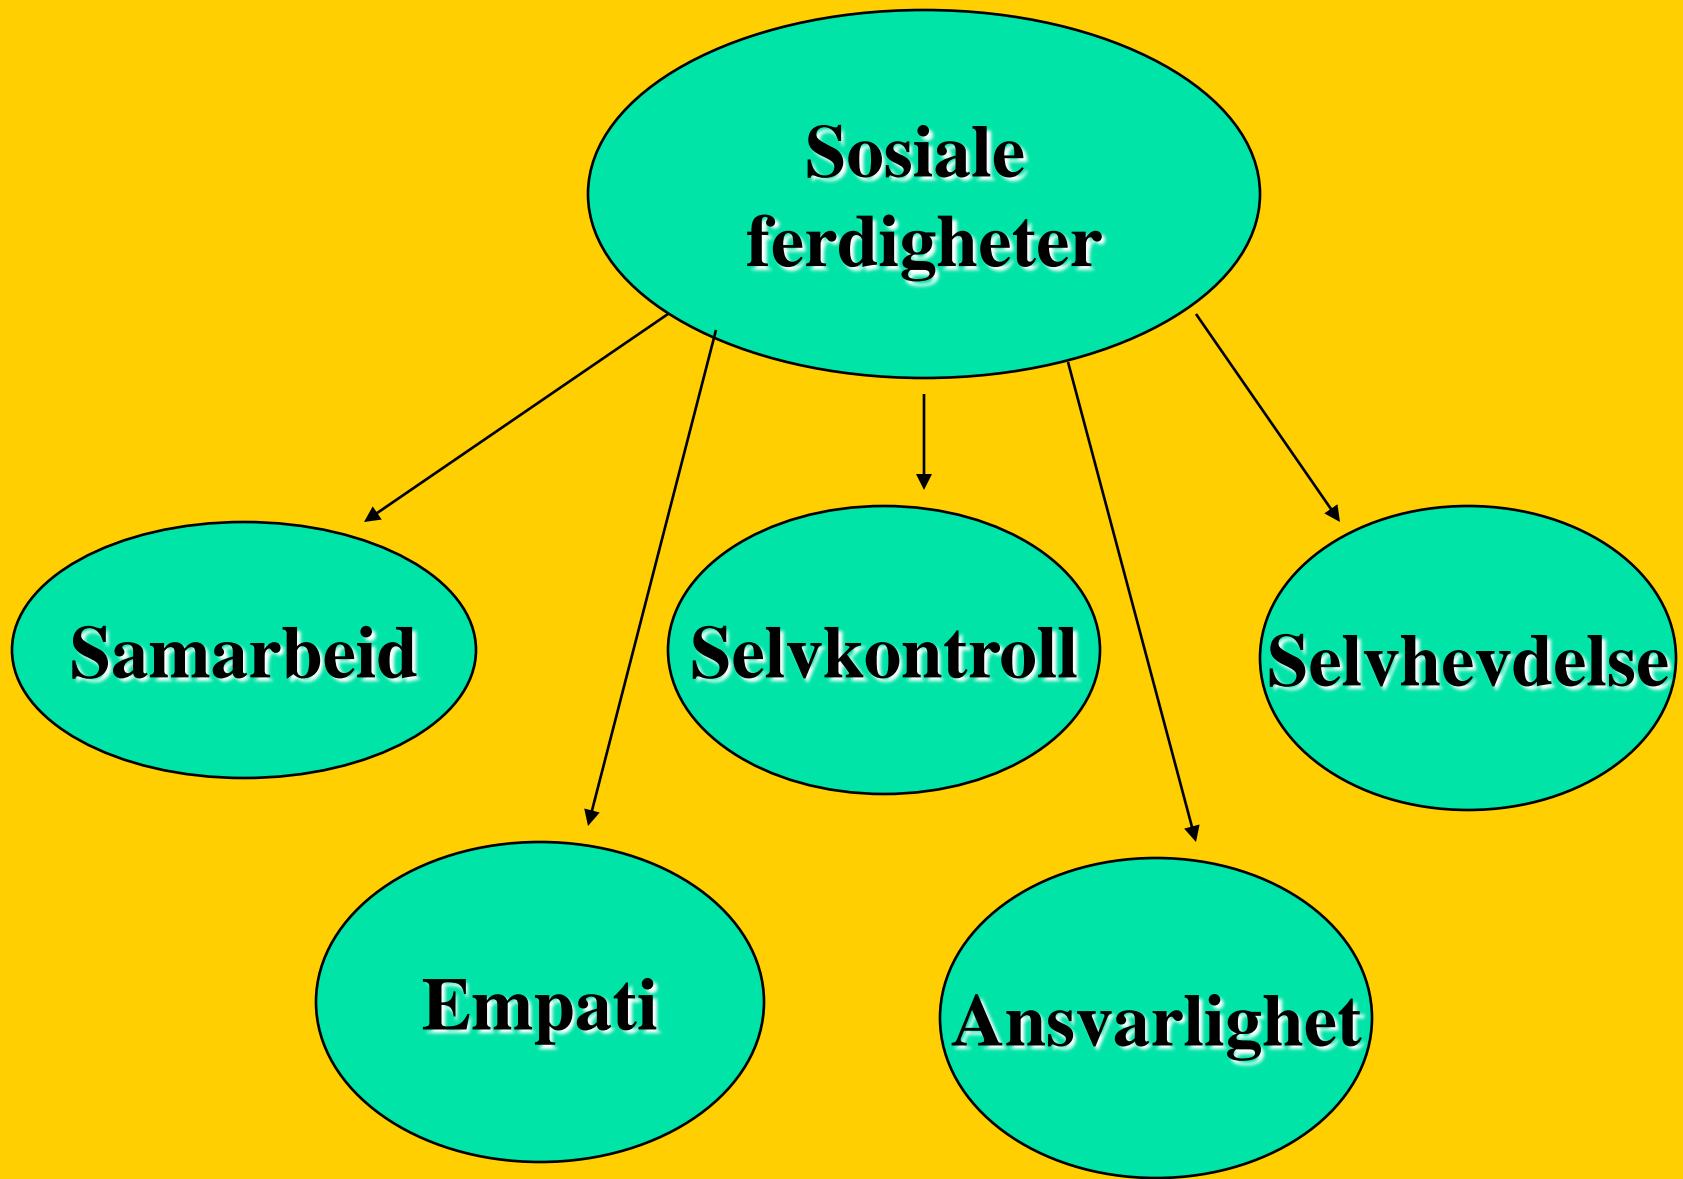 Sosiale
ferdigheter
Samarbeid
Selvkontroll
Selvhevdelse
Empati
Ansvarlighet